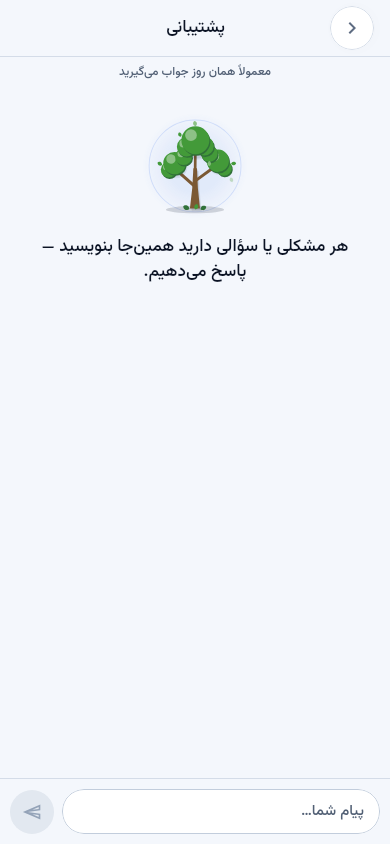 پشتیبانی
معمولاً همان روز جواب می‌گیرید
هر مشکلی یا سؤالی دارید همین‌جا بنویسید —
پاسخ می‌دهیم.
پیام شما...